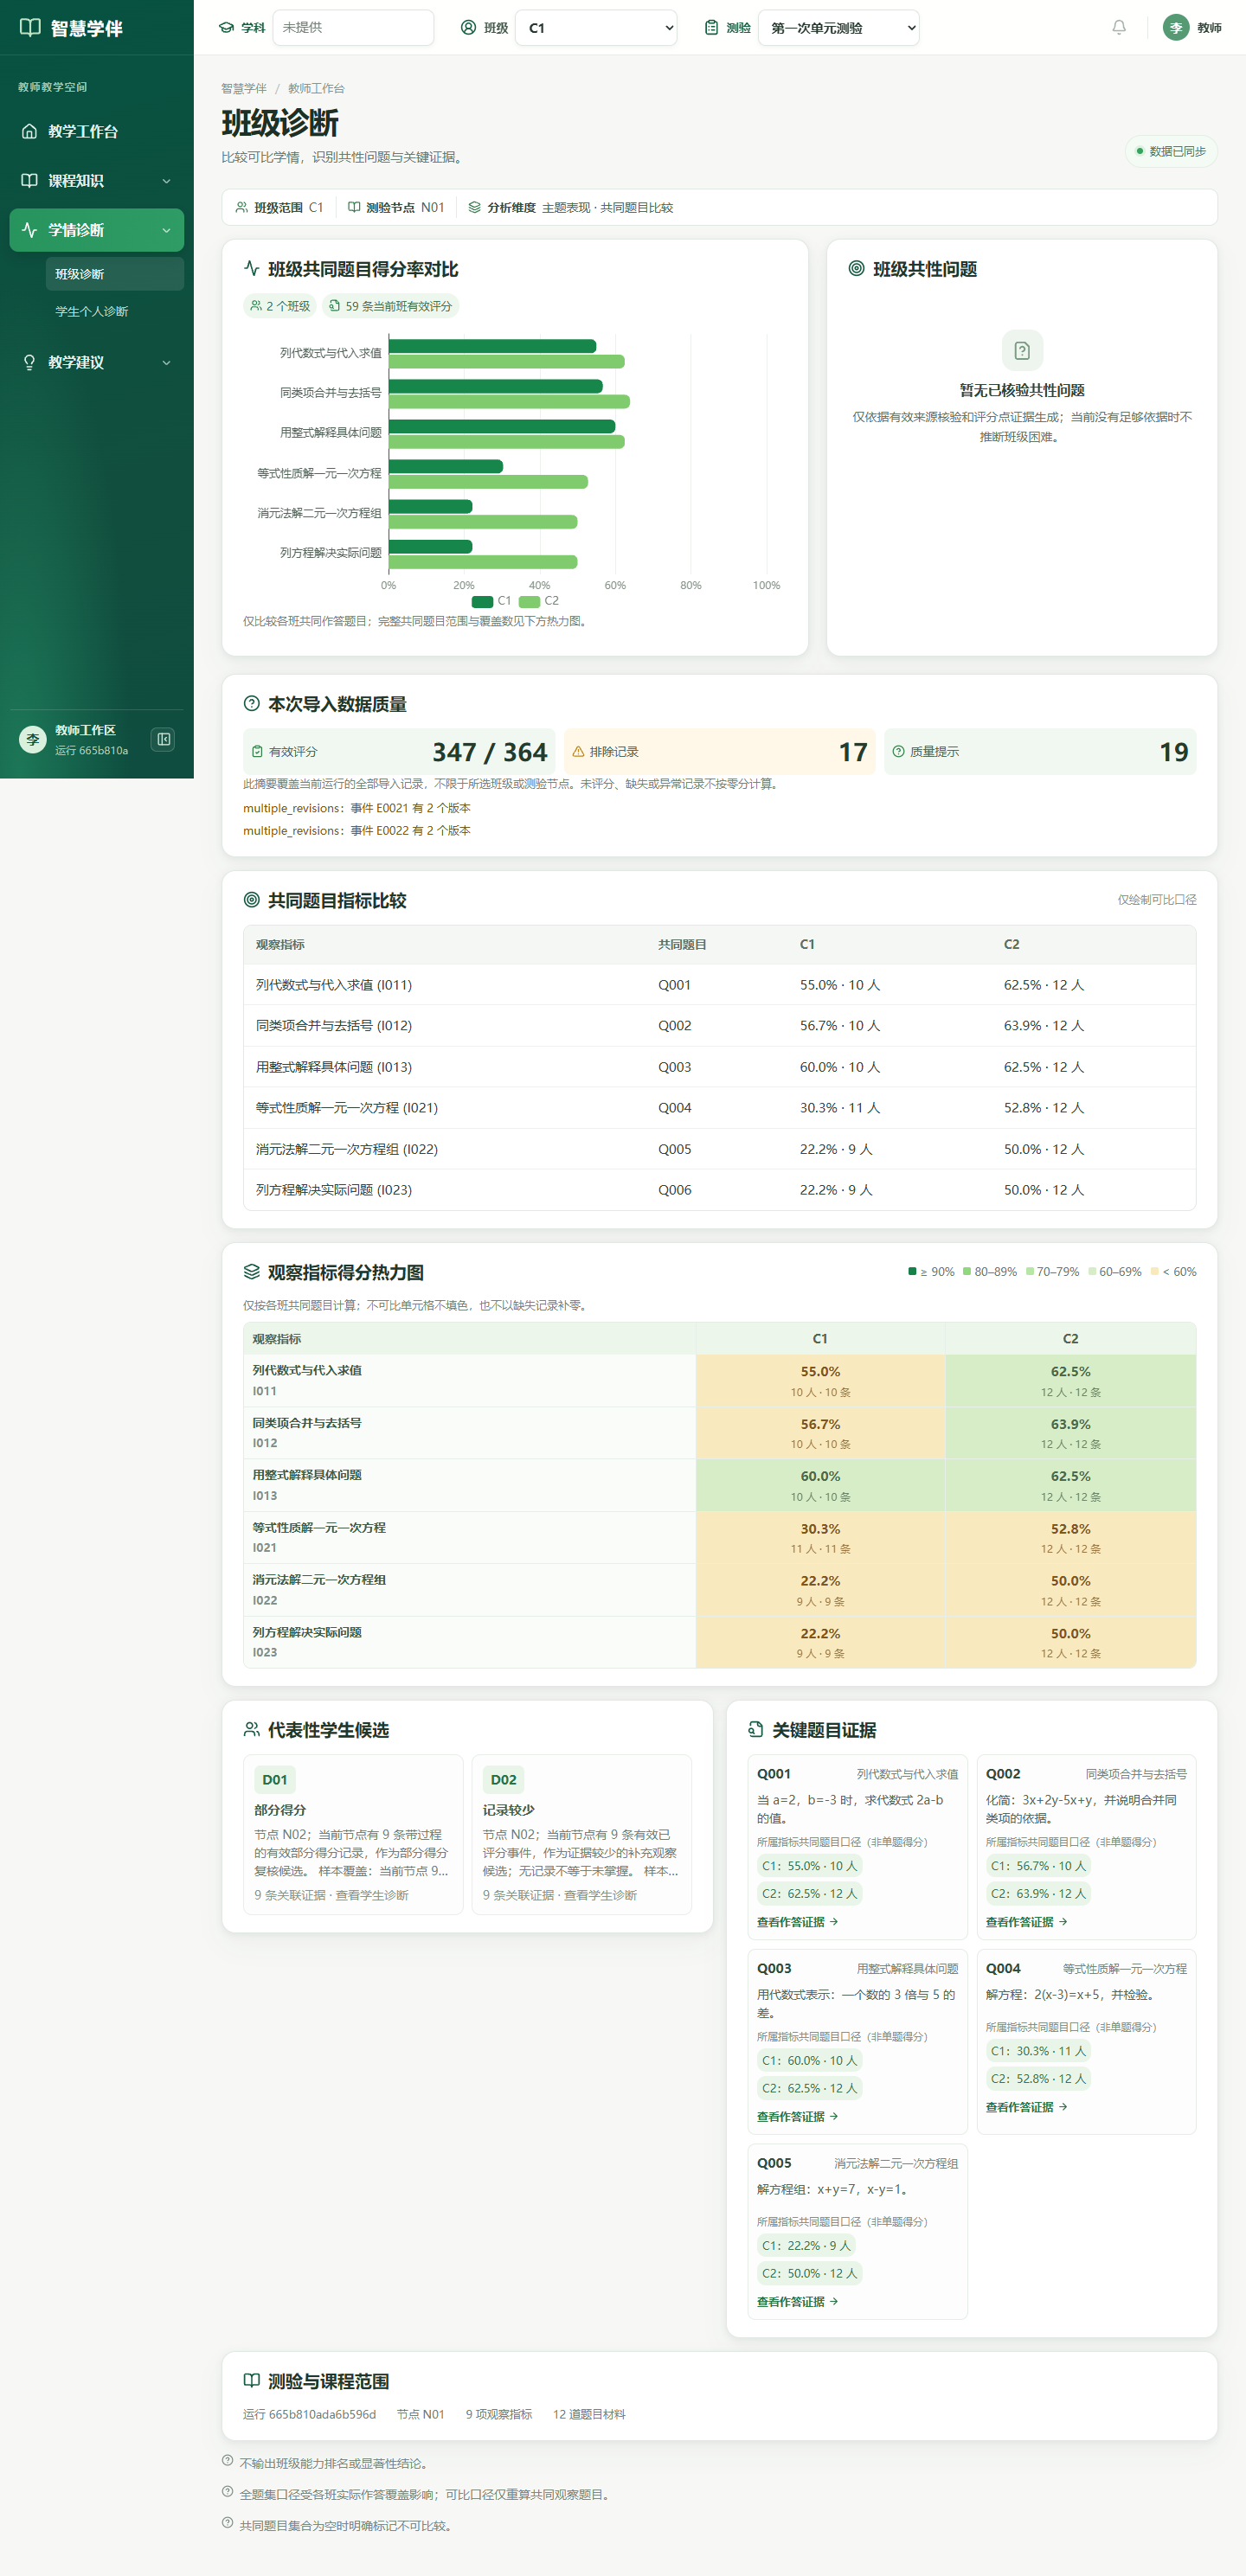 智慧学伴
教师教学空间
教学工作台
课程知识
学情诊断
班级诊断
学生个人诊断
教学建议
李
教师工作区
运行 665b810a
学科
未提供
班级
C1
测验
第一次单元测验
李
教师
智慧学伴 / 教师工作台
班级诊断
比较可比学情，识别共性问题与关键证据。
数据已同步
班级范围 C1
测验节点 N01
分析维度 主题表现 · 共同题目比较
班级共同题目得分率对比
2 个班级
59 条当前班有效评分
列代数式与代入求值
同类项合并与去括号
用整式解释具体问题
等式性质解一元一次方程
消元法解二元一次方程组
列方程解决实际问题
0% 20% 40% 60% 80% 100%
C1 C2
仅比较各班共同作答题目；完整共同题目范围与覆盖数见下方热力图。
班级共性问题
暂无已核验共性问题
仅依据有效来源核验和评分点证据生成；当前没有足够依据时不
推断班级困难。
本次导入数据质量
有效评分 347 / 364
排除记录 17
质量提示 19
此摘要覆盖当前运行的全部导入记录，不限于所选班级或测验节点。未评分、缺失或异常记录不按零分计算。
multiple_revisions：事件 E0021 有 2 个版本
multiple_revisions：事件 E0022 有 2 个版本
共同题目指标比较
仅绘制可比口径
观察指标 共同题目 C1 C2
列代数式与代入求值 (I011) Q001 55.0% · 10 人 62.5% · 12 人
同类项合并与去括号 (I012) Q002 56.7% · 10 人 63.9% · 12 人
用整式解释具体问题 (I013) Q003 60.0% · 10 人 62.5% · 12 人
等式性质解一元一次方程 (I021) Q004 30.3% · 11 人 52.8% · 12 人
消元法解二元一次方程组 (I022) Q005 22.2% · 9 人 50.0% · 12 人
列方程解决实际问题 (I023) Q006 22.2% · 9 人 50.0% · 12 人
观察指标得分热力图
≥ 90% 80–89% 70–79% 60–69% < 60%
仅按各班共同题目计算；不可比单元格不填色，也不以缺失记录补零。
观察指标 C1 C2
列代数式与代入求值 55.0% 62.5%
I011 10 人 · 10 条 12 人 · 12 条
同类项合并与去括号 56.7% 63.9%
I012 10 人 · 10 条 12 人 · 12 条
用整式解释具体问题 60.0% 62.5%
I013 10 人 · 10 条 12 人 · 12 条
等式性质解一元一次方程 30.3% 52.8%
I021 11 人 · 11 条 12 人 · 12 条
消元法解二元一次方程组 22.2% 50.0%
I022 9 人 · 9 条 12 人 · 12 条
列方程解决实际问题 22.2% 50.0%
I023 9 人 · 9 条 12 人 · 12 条
代表性学生候选
D01
部分得分
节点 N02；当前节点有 9 条带过程
的有效部分得分记录，作为部分得分
复核候选。 样本覆盖：当前节点 9...
9 条关联证据 · 查看学生诊断
D02
记录较少
节点 N02；当前节点有 9 条有效已
评分事件，作为证据较少的补充观察
候选；无记录不等于未掌握。 样本...
9 条关联证据 · 查看学生诊断
关键题目证据
Q001 列代数式与代入求值
当 a=2，b=-3 时，求代数式 2a-b
的值。
所属指标共同题目口径（非单题得分）
C1：55.0% · 10 人
C2：62.5% · 12 人
查看作答证据 →
Q002 同类项合并与去括号
化简：3x+2y-5x+y，并说明合并同
类项的依据。
所属指标共同题目口径（非单题得分）
C1：56.7% · 10 人
C2：63.9% · 12 人
查看作答证据 →
Q003 用整式解释具体问题
用代数式表示：一个数的 3 倍与 5 的
差。
所属指标共同题目口径（非单题得分）
C1：60.0% · 10 人
C2：62.5% · 12 人
查看作答证据 →
Q004 等式性质解一元一次方程
解方程：2(x-3)=x+5，并检验。
所属指标共同题目口径（非单题得分）
C1：30.3% · 11 人
C2：52.8% · 12 人
查看作答证据 →
Q005 消元法解二元一次方程组
解方程组：x+y=7，x-y=1。
所属指标共同题目口径（非单题得分）
C1：22.2% · 9 人
C2：50.0% · 12 人
查看作答证据 →
测验与课程范围
运行 665b810ada6b596d 节点 N01 9 项观察指标 12 道题目材料
不输出班级能力排名或显著性结论。
全题集口径受各班实际作答覆盖影响；可比口径仅重算共同观察题目。
共同题目集合为空时明确标记不可比较。